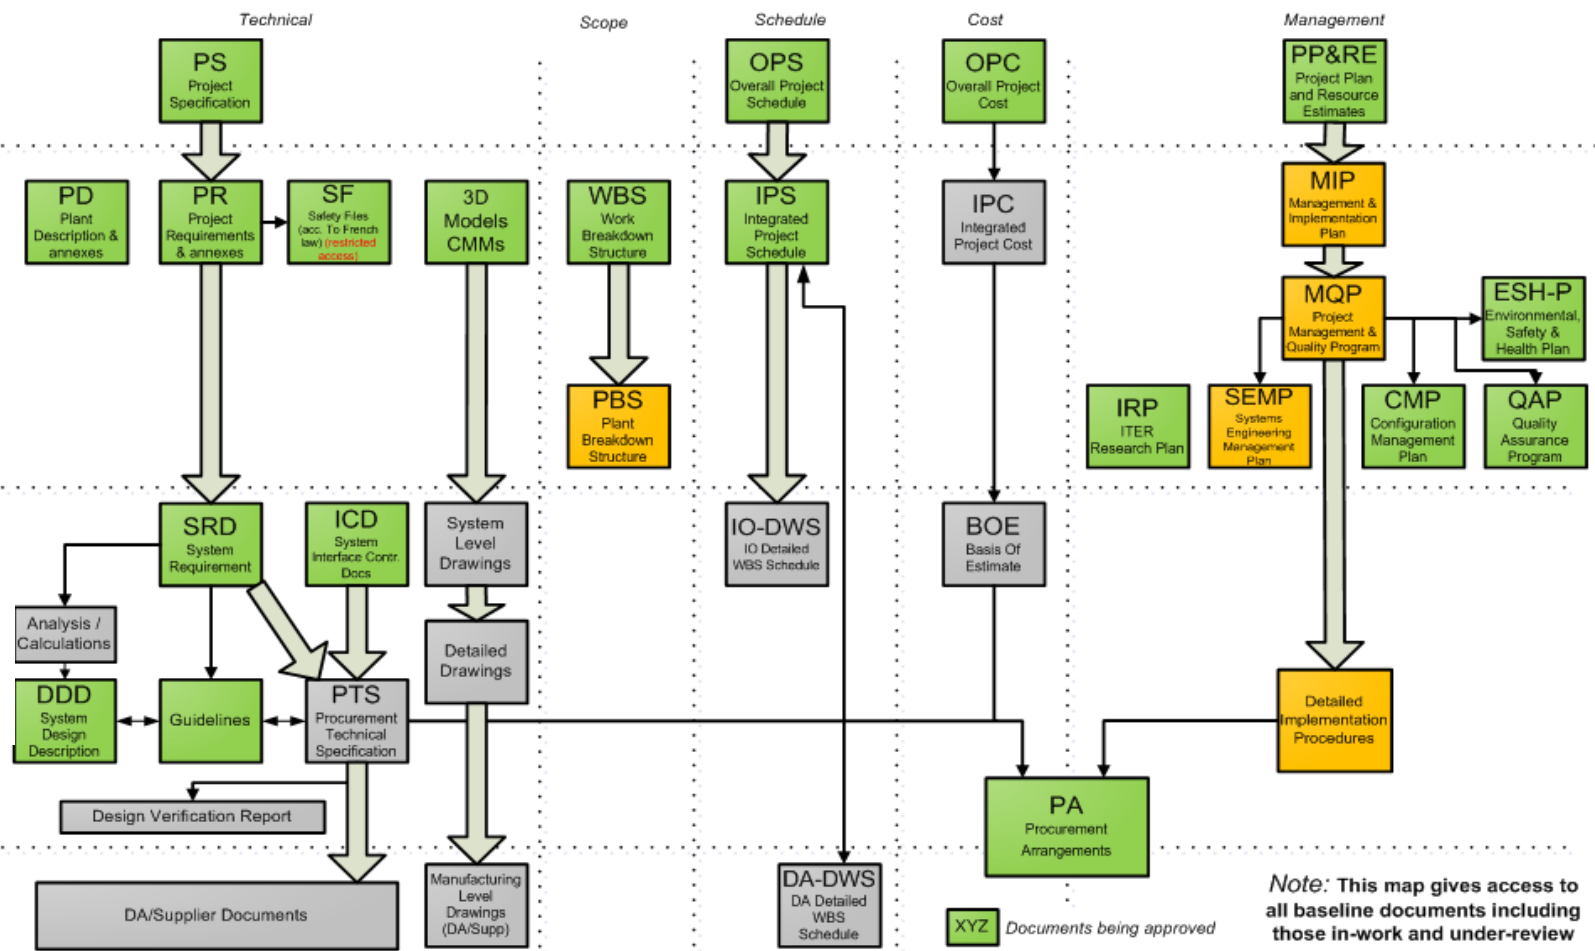 Technical
Scope
Schedule
Cost
Management
PS
Project
Specification
OPS
Overall Project
Schedule
OPC
Overall Project
Cost
PP&RE
Project Plan
and Resource
Estimates
PD
Plant
Description &
annexes
PR
Project
Requirements
& annexes
SF
Safety Files
(acc. To French
law) (restricted
access)
3D
Models
CMMs
WBS
Work
Breakdown
Structure
IPS
Integrated
Project
Schedule
IPC
Integrated
Project Cost
MIP
Management &
Implementation
Plan
MQP
Project
Management &
Quality Program
ESH-P
Environmental,
Safety &
Health Plan
PBS
Plant
Breakdown
Structure
IRP
ITER
Research Plan
SEMP
Systems
Engineering
Management
Plan
CMP
Configuration
Management
Plan
QAP
Quality
Assurance
Program
SRD
System
Requirement
ICD
System
Interface Contr.
Docs
System
Level
Drawings
IO-DWS
IO Detailed
WBS Schedule
BOE
Basis Of
Estimate
Analysis /
Calculations
Detailed
Drawings
DDD
System
Design
Description
Guidelines
PTS
Procurement
Technical
Specification
Detailed
Implementation
Procedures
Design Verification Report
PA
Procurement
Arrangements
DA/Supplier Documents
Manufacturing
Level
Drawings
(DA/Supp)
DA-DWS
DA Detailed
WBS
Schedule
XYZ
Documents being approved
Note: This map gives access to
all baseline documents including
those in-work and under-review